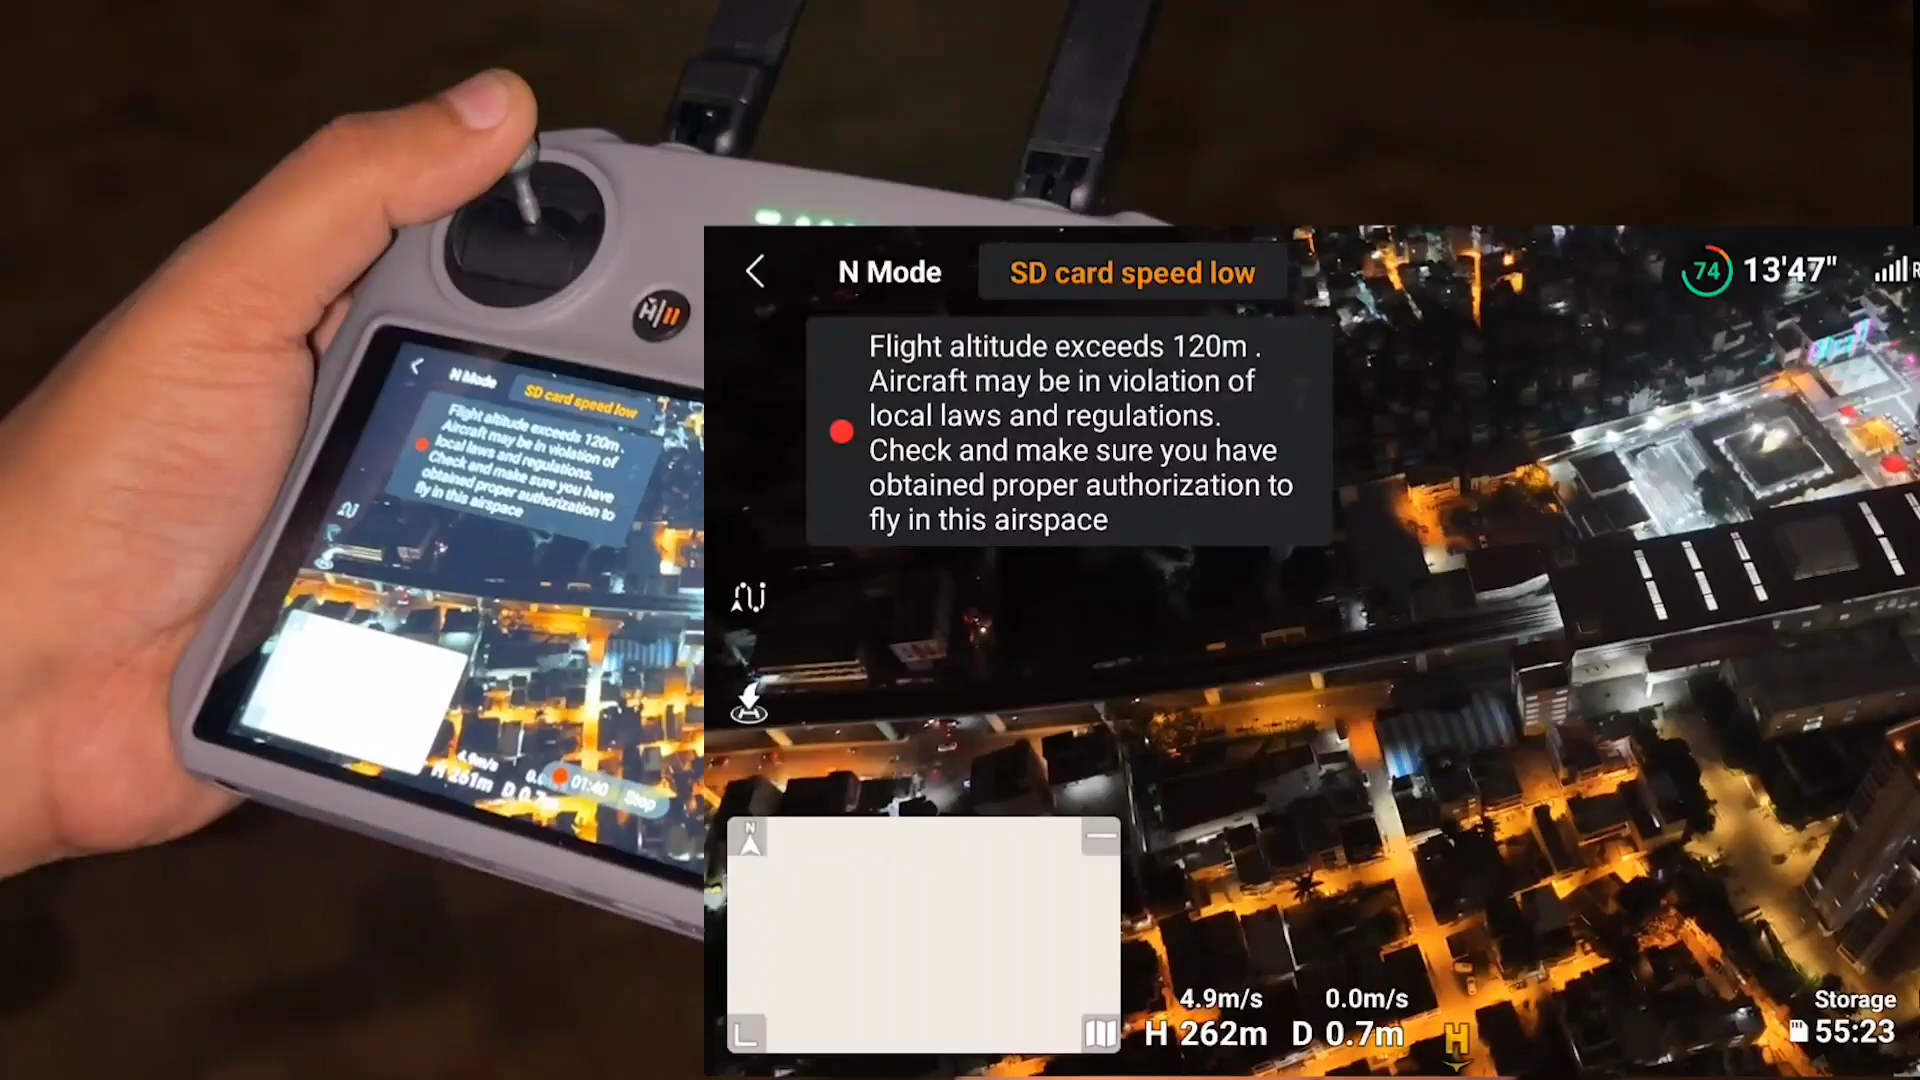 N Mode
SD card speed low
Flight altitude exceeds 120m .
Aircraft may be in violation of
local laws and regulations.
Check and make sure you have
obtained proper authorization to
fly in this airspace
N Mode
SD card speed low
74
13'47"
Flight altitude exceeds 120m .
Aircraft may be in violation of
local laws and regulations.
Check and make sure you have
obtained proper authorization to
fly in this airspace
4.9m/s
H 261m
01:40
Stop
N
4.9m/s 0.0m/s
H 262m D 0.7m
H
Storage
55:23